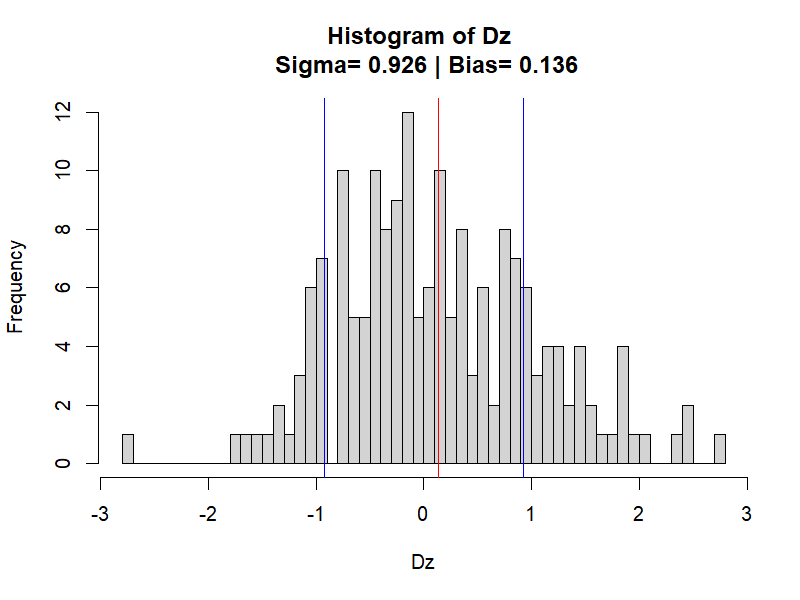 Histogram of Dz
Sigma= 0.926 | Bias= 0.136
12
10
8
6
4
2
0
Frequency
-3 -2 -1 0 1 2 3
Dz